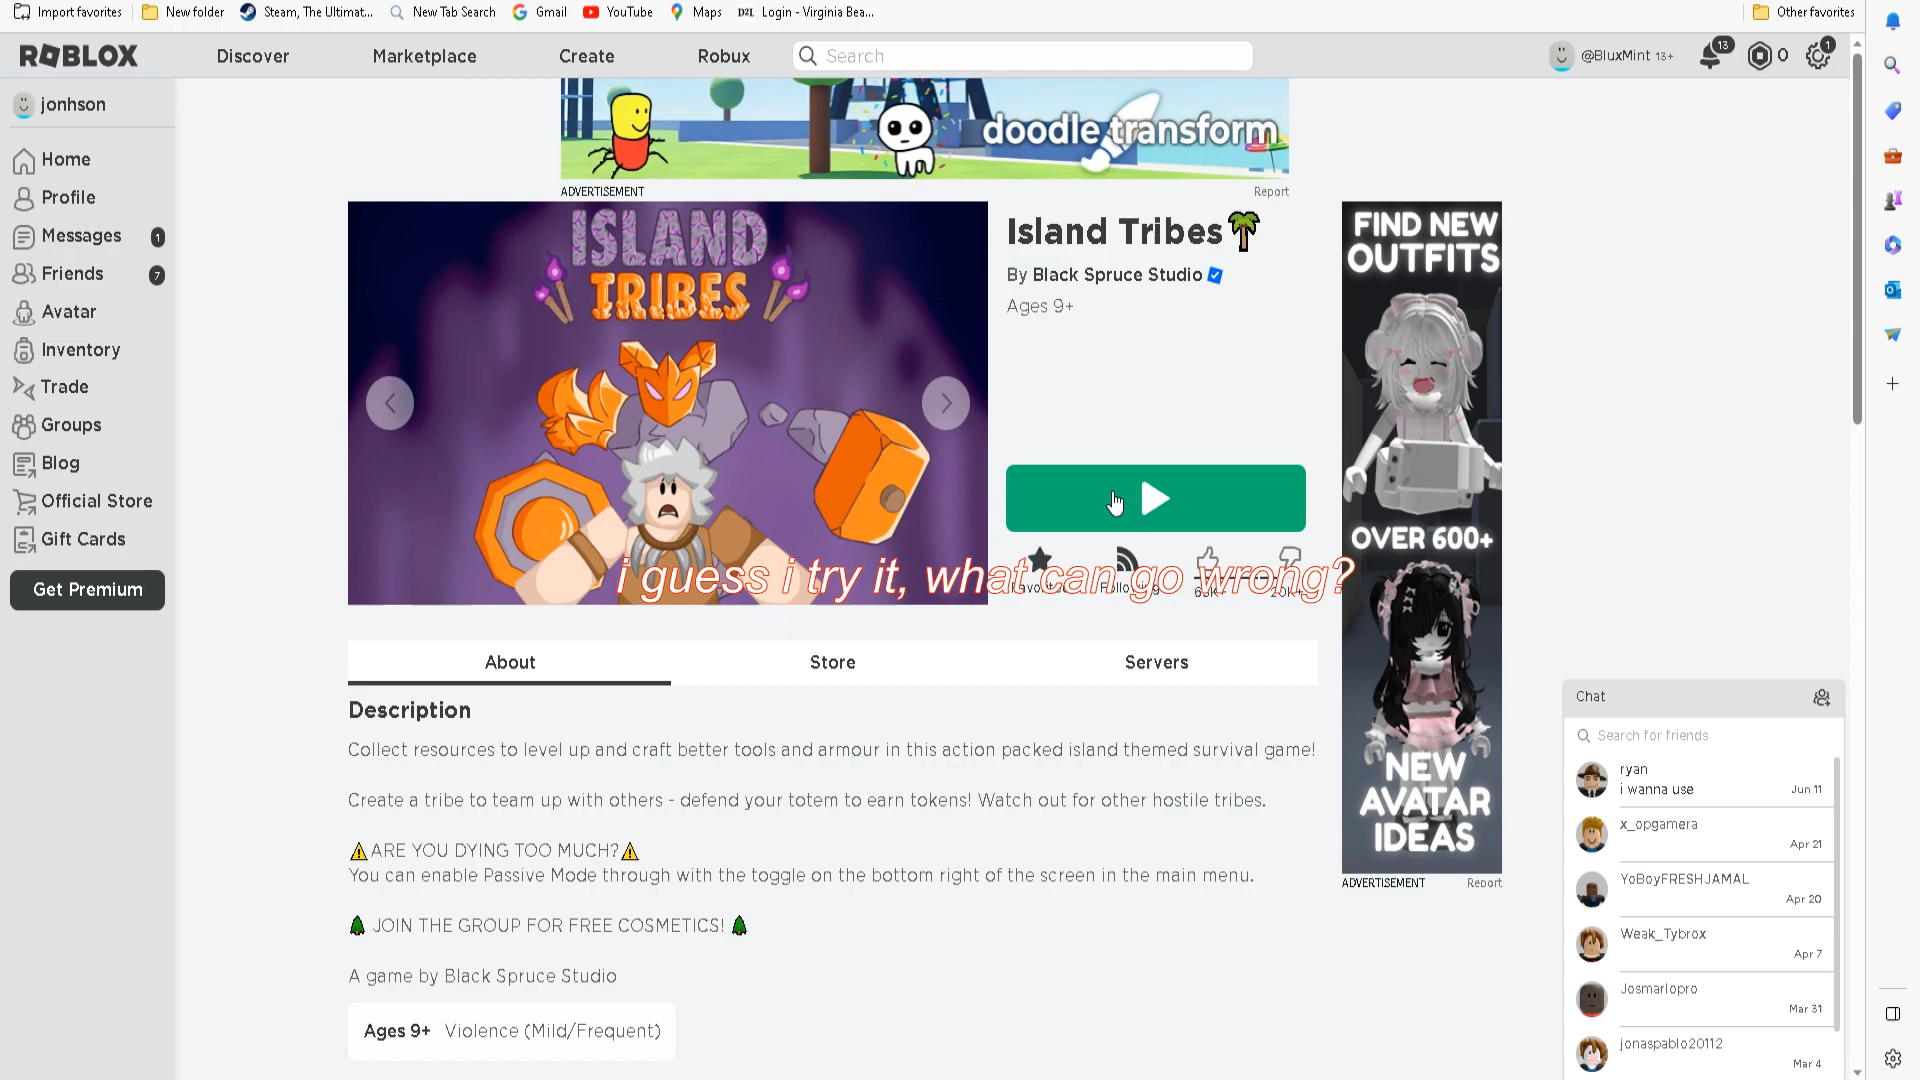 Import favorites
New folder
Steam, The Ultimat...
New Tab Search
Gmail
YouTube
Maps
D2L Login - Virginia Bea...
Other favorites
ROBLOX
Discover
Marketplace
Create
Robux
Search
@BluxMint 13+
13
0
1
jonhson
Home
Profile
Messages 1
Friends 7
Avatar
Inventory
Trade
Groups
Blog
Official Store
Gift Cards
Get Premium
doodle transform
ADVERTISEMENT
Report
ISLAND
TRIBES
Island Tribes
By Black Spruce Studio
Ages 9+
i guess i try it, what can go wrong?
FIND NEW
OUTFITS
OVER 600+
NEW
AVATAR
IDEAS
ADVERTISEMENT
Report
About
Store
Servers
Description
Collect resources to level up and craft better tools and armour in this action packed island themed survival game!
Create a tribe to team up with others - defend your totem to earn tokens! Watch out for other hostile tribes.
⚠ARE YOU DYING TOO MUCH?⚠
You can enable Passive Mode through with the toggle on the bottom right of the screen in the main menu.
🌲 JOIN THE GROUP FOR FREE COSMETICS! 🌲
A game by Black Spruce Studio
Ages 9+ Violence (Mild/Frequent)
Chat
Search for friends
ryan
i wanna use
Jun 11
x_opgamera
Apr 21
YoBoyFRESHJAMAL
Apr 20
Weak_Tybrox
Apr 7
Josmarlopro
Mar 31
jonaspablo20112
Mar 4